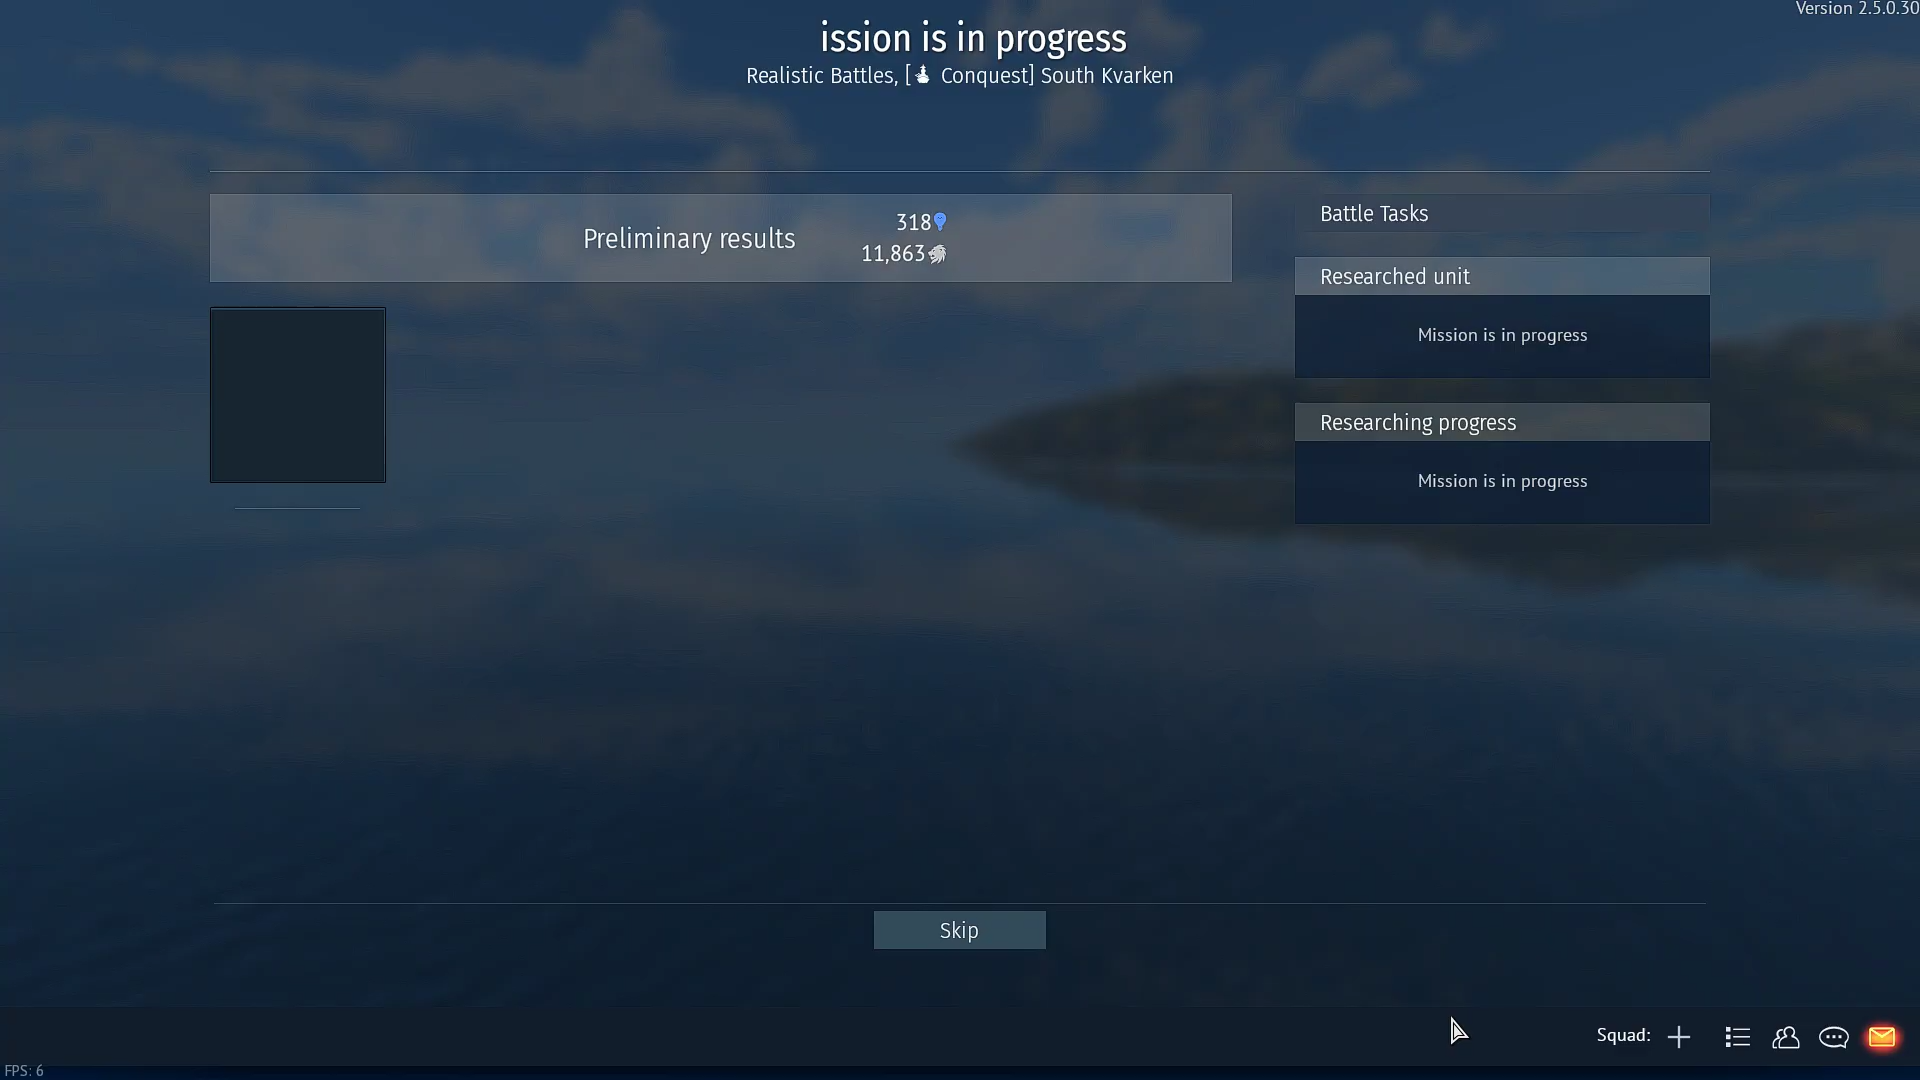 Version 2.5.0.30
ission is in progress
Realistic Battles, [ Conquest] South Kvarken
Preliminary results
318
11,863
Battle Tasks
Researched unit
Mission is in progress
Researching progress
Mission is in progress
Skip
Squad:
FPS: 6